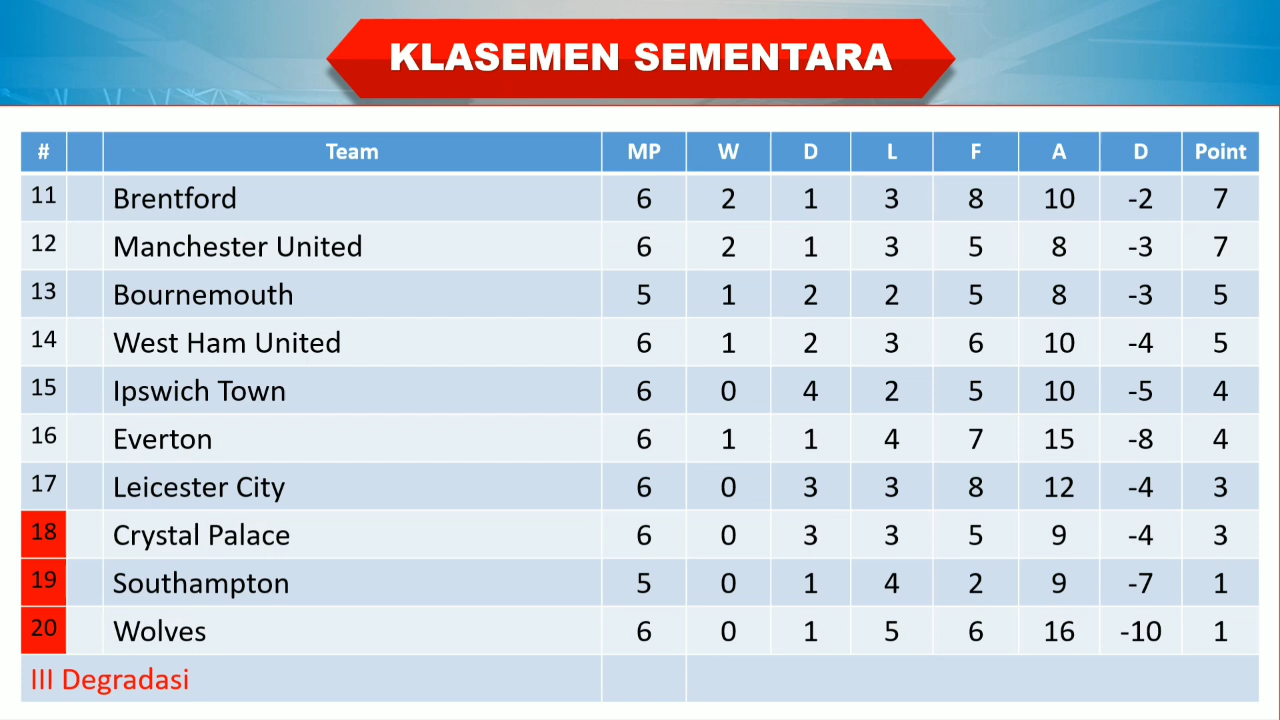 KLASEMEN SEMENTARA
# Team MP W D L F A D Point
11 Brentford 6 2 1 3 8 10 -2 7
12 Manchester United 6 2 1 3 5 8 -3 7
13 Bournemouth 5 1 2 2 5 8 -3 5
14 West Ham United 6 1 2 3 6 10 -4 5
15 Ipswich Town 6 0 4 2 5 10 -5 4
16 Everton 6 1 1 4 7 15 -8 4
17 Leicester City 6 0 3 3 8 12 -4 3
18 Crystal Palace 6 0 3 3 5 9 -4 3
19 Southampton 5 0 1 4 2 9 -7 1
20 Wolves 6 0 1 5 6 16 -10 1
III Degradasi